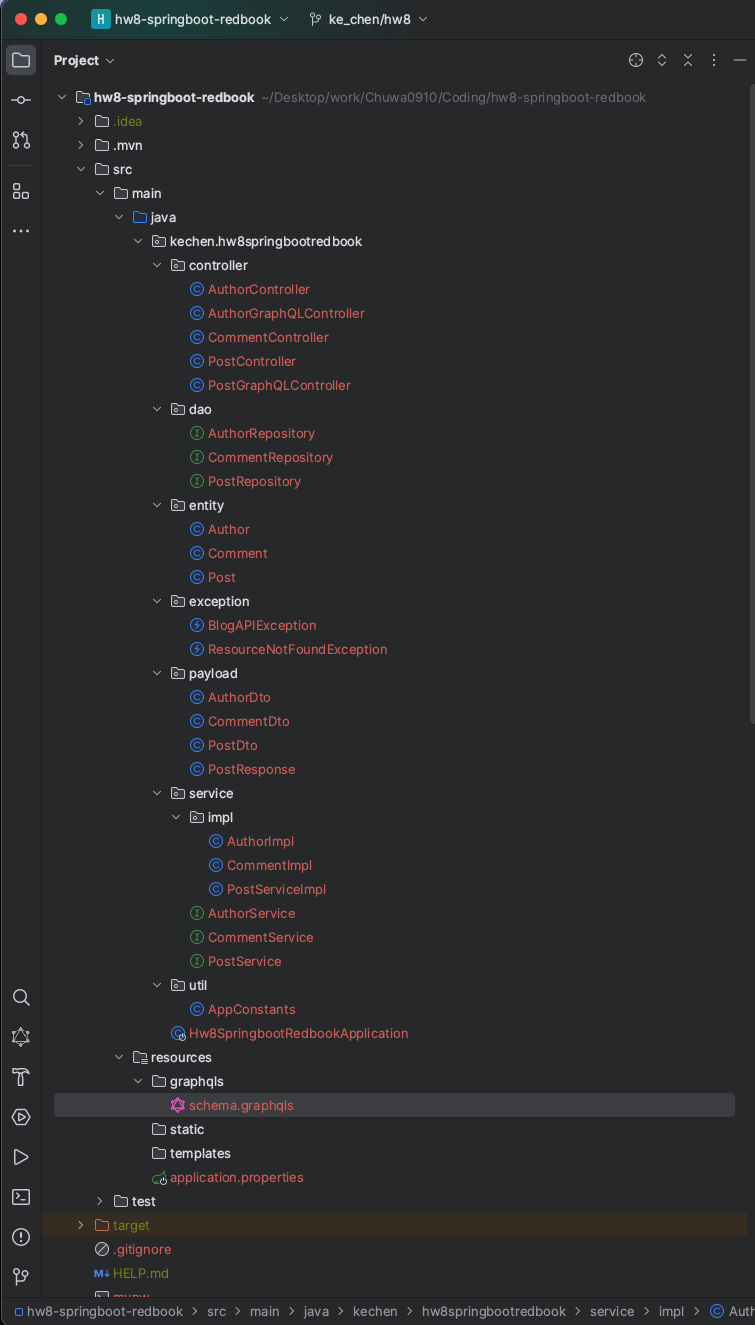 H hw8-springboot-redbook ke_chen/hw8
Project
hw8-springboot-redbook ~/Desktop/work/Chuwa0910/Coding/hw8-springboot-redbook
.idea
.mvn
src
main
java
kechen.hw8springbootredbook
controller
AuthorController
AuthorGraphQLController
CommentController
PostController
PostGraphQLController
dao
AuthorRepository
CommentRepository
PostRepository
entity
Author
Comment
Post
exception
BlogAPIException
ResourceNotFoundException
payload
AuthorDto
CommentDto
PostDto
PostResponse
service
impl
AuthorImpl
CommentImpl
PostServiceImpl
AuthorService
CommentService
PostService
util
AppConstants
Hw8SpringbootRedbookApplication
resources
graphqls
schema.graphqls
static
templates
application.properties
test
target
.gitignore
M↓ HELP.md
mvnw
hw8-springboot-redbook > src > main > java > kechen > hw8springbootredbook > service > impl > Auth